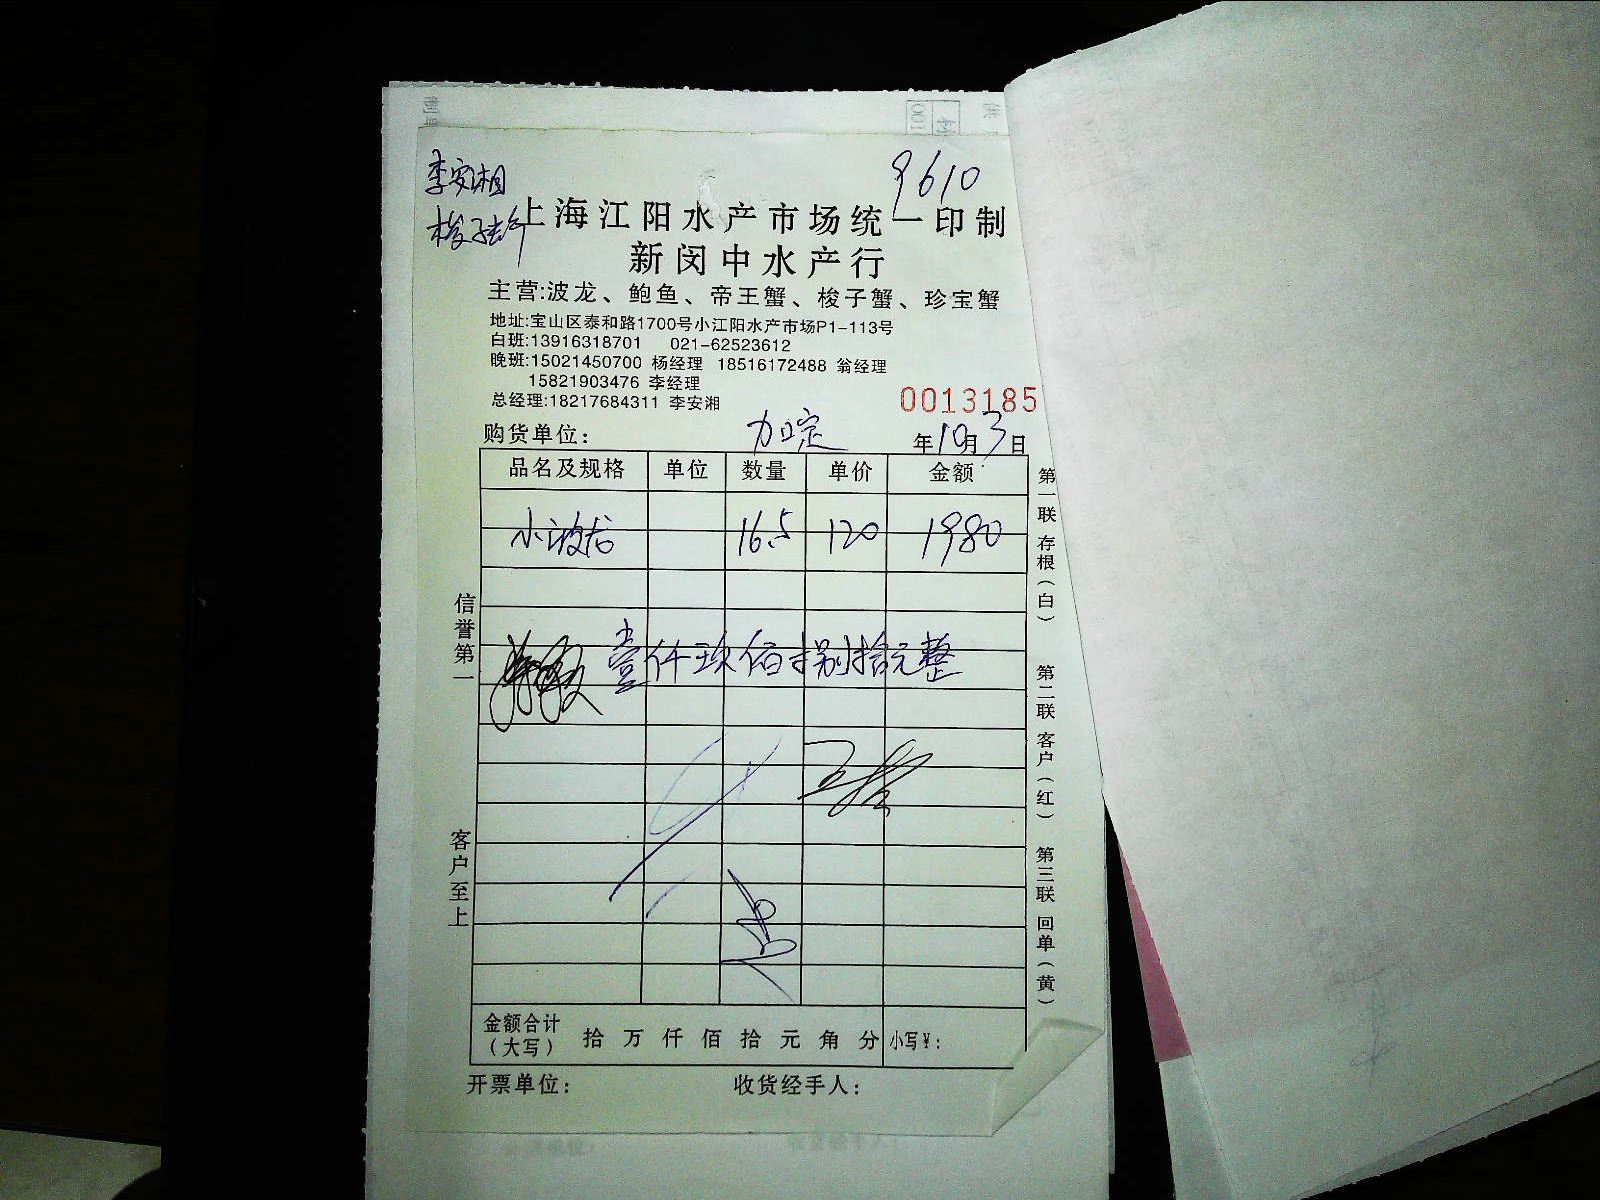 李安湘
9610
梭子蟹
上海江阳水产市场统一印制
新闵中水产行
主营:波龙、鲍鱼、帝王蟹、梭子蟹、珍宝蟹
地址:宝山区泰和路1700号小江阳水产市场P1-113号
白班:13916318701 021-62523612
晚班:15021450700 杨经理 18516172488 翁经理
15821903476 李经理
总经理:18217684311 李安湘
0013185
购货单位: 嘉定 年10月3日
品名及规格 单位 数量 单价 金额
小波龙 16.5 120 1980
壹仟玖佰捌拾元整
信誉第一
客户至上
第一联 存根(白)
第二联 客户(红)
第三联 回单(黄)
金额合计
(大写) 拾 万 仟 佰 拾 元 角 分 小写¥:
开票单位: 收货经手人: